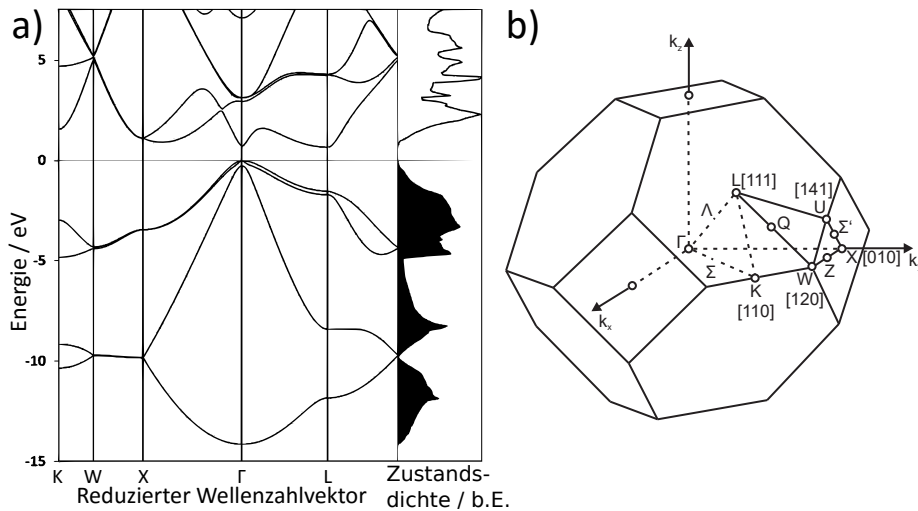 a)
Energie / eV
5
0
-5
-10
-15
K W X Γ L
Reduzierter Wellenzahlvektor
Zustands-
dichte / b.E.
b)
k_z
L[111]
[141]
U
Λ
Q
Σ‘
Γ
X [010]
k
Σ
Z
W
K
[120]
[110]
k_x